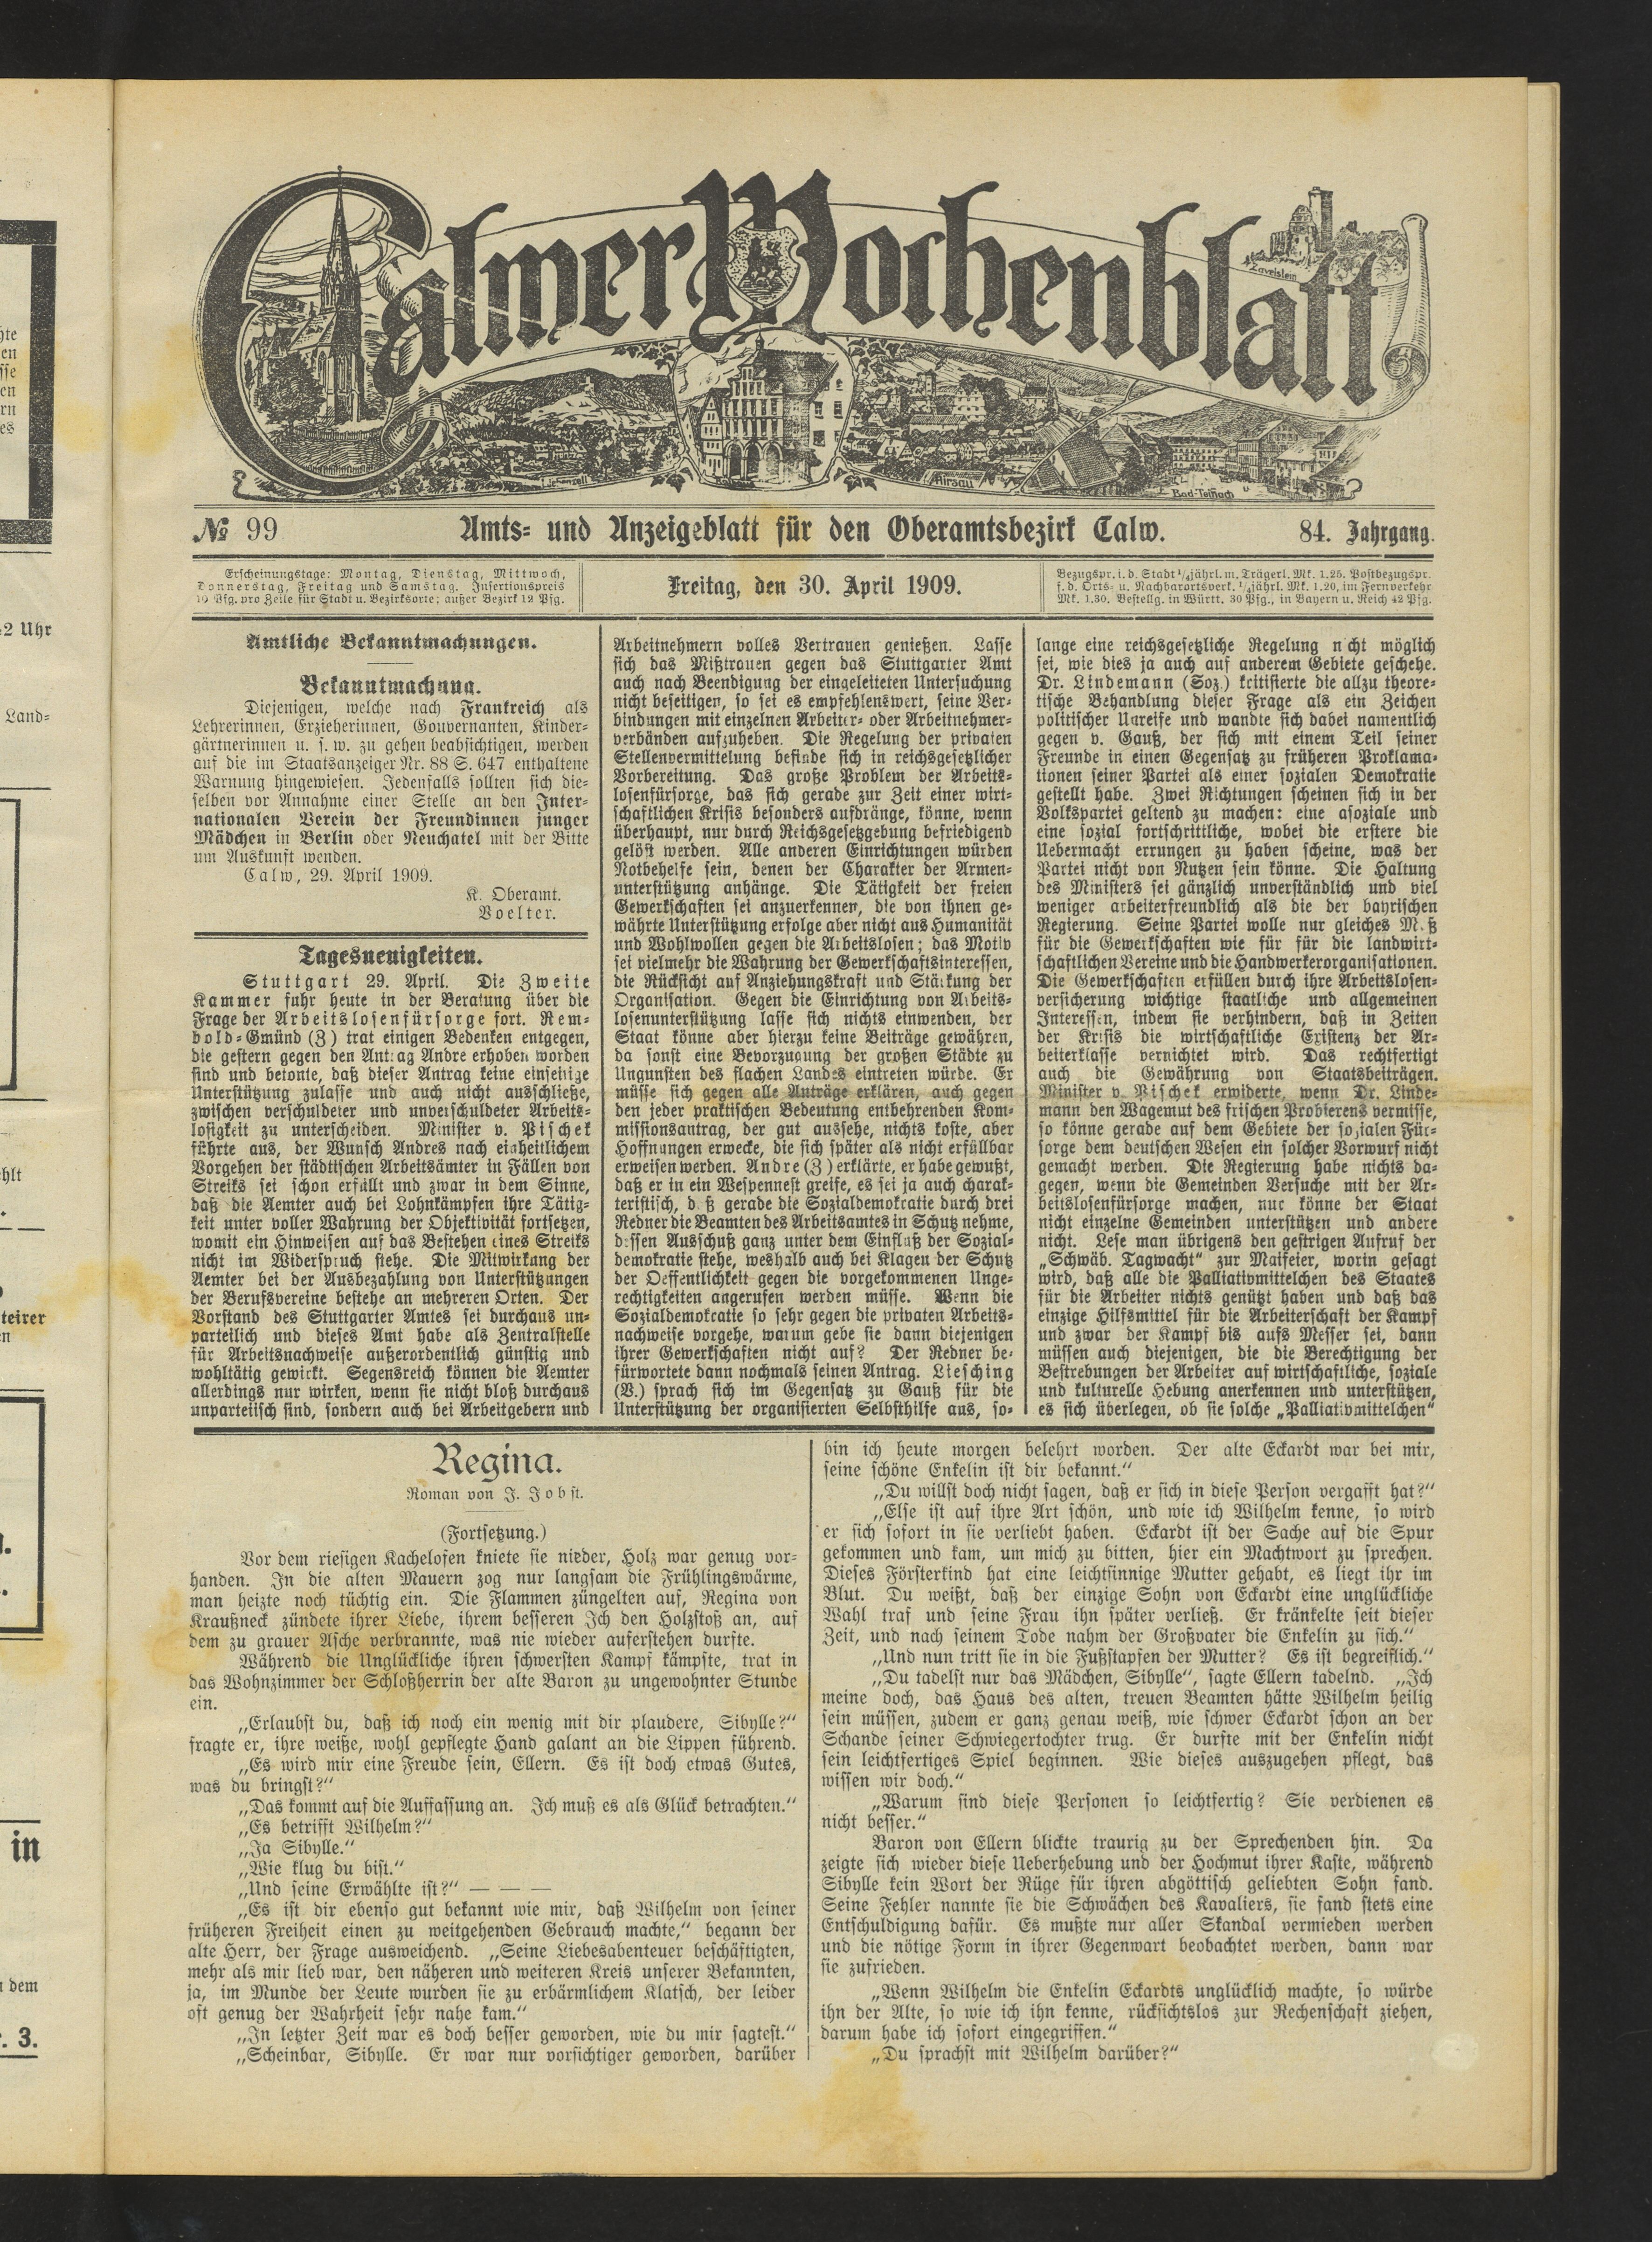 Calwer Wochenblatt
Zavelstein
Liebenzell
Hirsau
Bad-Teinach
№ 99
Amts- und Anzeigeblatt für den Oberamtsbezirk Calw.
84. Jahrgang.
Erscheinungstage: Montag, Dienstag, Mittwoch,
Donnerstag, Freitag und Samstag. Insertionspreis
10 Pfg. pro Zeile für Stadt u. Bezirksorte; außer Bezirk 12 Pfg.
Freitag, den 30. April 1909.
Bezugspr. i. d. Stadt ¼jährl. m. Trägerl. Mk. 1.25. Postbezugspr.
f. d. Orts- u. Nachbarortsverk. ¼jährl. Mk. 1.20, im Fernverkehr
Mk. 1.30. Bestellg. in Württ. 30 Pfg., in Bayern u. Reich 42 Pfg.
Amtliche Bekanntmachungen.
Bekanntmachung.
Diejenigen, welche nach Frankreich als
Lehrerinnen, Erzieherinnen, Gouvernanten, Kinder-
gärtnerinnen u. s. w. zu gehen beabsichtigen, werden
auf die im Staatsanzeiger Nr. 88 S. 647 enthaltene
Warnung hingewiesen. Jedenfalls sollten sich die-
selben vor Annahme einer Stelle an den Inter-
nationalen Verein der Freundinnen junger
Mädchen in Berlin oder Neuchatel mit der Bitte
um Auskunft wenden.
Calw, 29. April 1909.
K. Oberamt.
Voelter.
Tagesneuigkeiten.
Stuttgart 29. April. Die Zweite
Kammer fuhr heute in der Beratung über die
Frage der Arbeitslosenfürsorge fort. Rem-
bold-Gmünd (Z) trat einigen Bedenken entgegen,
die gestern gegen den Antrag Andre erhoben worden
sind und betonte, daß dieser Antrag keine einseitige
Unterstützung zulasse und auch nicht ausschließe,
zwischen verschuldeter und unverschuldeter Arbeits-
losigkeit zu unterscheiden. Minister v. Pischek
führte aus, der Wunsch Andres nach einheitlichem
Vorgehen der städtischen Arbeitsämter in Fällen von
Streiks sei schon erfüllt und zwar in dem Sinne,
daß die Aemter auch bei Lohnkämpfen ihre Tätig-
keit unter voller Wahrung der Objektivität fortsetzen,
womit ein Hinweisen auf das Bestehen eines Streiks
nicht im Widerspruch stehe. Die Mitwirkung der
Aemter bei der Ausbezahlung von Unterstützungen
der Berufsvereine bestehe an mehreren Orten. Der
Vorstand des Stuttgarter Amtes sei durchaus un-
parteilich und dieses Amt habe als Zentralstelle
für Arbeitsnachweise außerordentlich günstig und
wohltätig gewirkt. Segensreich können die Aemter
allerdings nur wirken, wenn sie nicht bloß durchaus
unparteiisch sind, sondern auch bei Arbeitgebern und
Arbeitnehmern volles Vertrauen genießen. Lasse
sich das Mißtrauen gegen das Stuttgarter Amt
auch nach Beendigung der eingeleiteten Untersuchung
nicht beseitigen, so sei es empfehlenswert, seine Ver-
bindungen mit einzelnen Arbeiter- oder Arbeitnehmer-
verbänden aufzuheben. Die Regelung der privaten
Stellenvermittelung befinde sich in reichsgesetzlicher
Vorbereitung. Das große Problem der Arbeits-
losenfürsorge, das sich gerade zur Zeit einer wirt-
schaftlichen Krisis besonders aufdränge, könne, wenn
überhaupt, nur durch Reichsgesetzgebung befriedigend
gelöst werden. Alle anderen Einrichtungen würden
Notbehelfe sein, denen der Charakter der Armen-
unterstützung anhänge. Die Tätigkeit der freien
Gewerkschaften sei anzuerkennen, die von ihnen ge-
währte Unterstützung erfolge aber nicht aus Humanität
und Wohlwollen gegen die Arbeitslosen; das Motiv
sei vielmehr die Wahrung der Gewerkschaftsinteressen,
die Rücksicht auf Anziehungskraft und Stärkung der
Organisation. Gegen die Einrichtung von Arbeits-
losenunterstützung lasse sich nichts einwenden, der
Staat könne aber hierzu keine Beiträge gewähren,
da sonst eine Bevorzugung der großen Städte zu
Ungunsten des flachen Landes eintreten würde. Er
müsse sich gegen alle Anträge erklären, auch gegen
den jeder praktischen Bedeutung entbehrenden Kom-
missionsantrag, der gut aussehe, nichts koste, aber
Hoffnungen erwecke, die sich später als nicht erfüllbar
erweisen werden. Andre (Z) erklärte, er habe gewußt,
daß er in ein Wespennest greife, es sei ja auch charak-
teristisch, d. ß gerade die Sozialdemokratie durch drei
Redner die Beamten des Arbeitsamtes in Schutz nehme,
dessen Ausschuß ganz unter dem Einfluß der Sozial-
demokratie stehe, weshalb auch bei Klagen der Schutz
der Oeffentlichkeit gegen die vorgekommenen Unge-
rechtigkeiten angerufen werden müsse. Wenn die
Sozialdemokratie so sehr gegen die privaten Arbeits-
nachweise vorgehe, warum gebe sie dann diejenigen
ihrer Gewerkschaften nicht auf? Der Redner be-
fürwortete dann nochmals seinen Antrag. Liesching
(V.) sprach sich im Gegensatz zu Gauß für die
Unterstützung der organisierten Selbsthilfe aus, so-
lange eine reichsgesetzliche Regelung nicht möglich
sei, wie dies ja auch auf anderem Gebiete geschehe.
Dr. Lindemann (Soz.) kritisierte die allzu theore-
tische Behandlung dieser Frage als ein Zeichen
politischer Unreife und wandte sich dabei namentlich
gegen v. Gauß, der sich mit einem Teil seiner
Freunde in einen Gegensatz zu früheren Proklama-
tionen seiner Partei als einer sozialen Demokratie
gestellt habe. Zwei Richtungen scheinen sich in der
Volkspartei geltend zu machen: eine asoziale und
eine sozial fortschrittliche, wobei die erstere die
Uebermacht errungen zu haben scheine, was der
Partei nicht von Nutzen sein könne. Die Haltung
des Ministers sei gänzlich unverständlich und viel
weniger arbeiterfreundlich als die der bayrischen
Regierung. Seine Partei wolle nur gleiches M. ß
für die Gewerkschaften wie für für die landwirt-
schaftlichen Vereine und die Handwerkerorganisationen.
Die Gewerkschaften erfüllen durch ihre Arbeitslosen-
versicherung wichtige staatliche und allgemeinen
Interessen, indem sie verhindern, daß in Zeiten
der Krisis die wirtschaftliche Existenz der Ar-
beiterklasse vernichtet wird. Das rechtfertigt
auch die Gewährung von Staatsbeiträgen.
Minister v. Pischek erwiderte, wenn Dr. Linde-
mann den Wagemut des frischen Probierens vermisse,
so könne gerade auf dem Gebiete der sozialen Für-
sorge dem deutschen Wesen ein solcher Vorwurf nicht
gemacht werden. Die Regierung habe nichts da-
gegen, wenn die Gemeinden Versuche mit der Ar-
beitslosenfürsorge machen, nur könne der Staat
nicht einzelne Gemeinden unterstützen und andere
nicht. Lese man übrigens den gestrigen Aufruf der
„Schwäb. Tagwacht“ zur Maifeier, worin gesagt
wird, daß alle die Palliativmittelchen des Staates
für die Arbeiter nichts genützt haben und daß das
einzige Hilfsmittel für die Arbeiterschaft der Kampf
und zwar der Kampf bis aufs Messer sei, dann
müssen auch diejenigen, die die Berechtigung der
Bestrebungen der Arbeiter auf wirtschaftliche, soziale
und kulturelle Hebung anerkennen und unterstützen,
es sich überlegen, ob sie solche „Palliativmittelchen“
Regina.
Roman von J. Jobst.
(Fortsetzung.)
Vor dem riesigen Kachelofen kniete sie nieder, Holz war genug vor-
handen. In die alten Mauern zog nur langsam die Frühlingswärme,
man heizte noch tüchtig ein. Die Flammen züngelten auf, Regina von
Kraußneck zündete ihrer Liebe, ihrem besseren Ich den Holzstoß an, auf
dem zu grauer Asche verbrannte, was nie wieder auferstehen durfte.
Während die Unglückliche ihren schwersten Kampf kämpfte, trat in
das Wohnzimmer der Schloßherrin der alte Baron zu ungewohnter Stunde
ein.
„Erlaubst du, daß ich noch ein wenig mit dir plaudere, Sibylle?“
fragte er, ihre weiße, wohl gepflegte Hand galant an die Lippen führend.
„Es wird mir eine Freude sein, Ellern. Es ist doch etwas Gutes,
was du bringst?“
„Das kommt auf die Auffassung an. Ich muß es als Glück betrachten.“
„Es betrifft Wilhelm?“
„Ja Sibylle.“
„Wie klug du bist.“
„Und seine Erwählte ist?“ — — —
„Es ist dir ebenso gut bekannt wie mir, daß Wilhelm von seiner
früheren Freiheit einen zu weitgehenden Gebrauch machte,“ begann der
alte Herr, der Frage ausweichend. „Seine Liebesabenteuer beschäftigten,
mehr als mir lieb war, den näheren und weiteren Kreis unserer Bekannten,
ja, im Munde der Leute wurden sie zu erbärmlichem Klatsch, der leider
oft genug der Wahrheit sehr nahe kam.“
„In letzter Zeit war es doch besser geworden, wie du mir sagtest.“
„Scheinbar, Sibylle. Er war nur vorsichtiger geworden, darüber
bin ich heute morgen belehrt worden. Der alte Eckardt war bei mir,
seine schöne Enkelin ist dir bekannt.“
„Du willst doch nicht sagen, daß er sich in diese Person vergafft hat?“
„Else ist auf ihre Art schön, und wie ich Wilhelm kenne, so wird
er sich sofort in sie verliebt haben. Eckardt ist der Sache auf die Spur
gekommen und kam, um mich zu bitten, hier ein Machtwort zu sprechen.
Dieses Försterkind hat eine leichtsinnige Mutter gehabt, es liegt ihr im
Blut. Du weißt, daß der einzige Sohn von Eckardt eine unglückliche
Wahl traf und seine Frau ihn später verließ. Er kränkelte seit dieser
Zeit, und nach seinem Tode nahm der Großvater die Enkelin zu sich.“
„Und nun tritt sie in die Fußstapfen der Mutter? Es ist begreiflich.“
„Du tadelst nur das Mädchen, Sibylle“, sagte Ellern tadelnd. „Ich
meine doch, das Haus des alten, treuen Beamten hätte Wilhelm heilig
sein müssen, zudem er ganz genau weiß, wie schwer Eckardt schon an der
Schande seiner Schwiegertochter trug. Er durfte mit der Enkelin nicht
sein leichtfertiges Spiel beginnen. Wie dieses auszugehen pflegt, das
wissen wir doch.“
„Warum sind diese Personen so leichtfertig? Sie verdienen es
nicht besser.“
Baron von Ellern blickte traurig zu der Sprechenden hin. Da
zeigte sich wieder diese Ueberhebung und der Hochmut ihrer Kaste, während
Sibylle kein Wort der Rüge für ihren abgöttisch geliebten Sohn fand.
Seine Fehler nannte sie die Schwächen des Kavaliers, sie fand stets eine
Entschuldigung dafür. Es mußte nur aller Skandal vermieden werden
und die nötige Form in ihrer Gegenwart beobachtet werden, dann war
sie zufrieden.
„Wenn Wilhelm die Enkelin Eckardts unglücklich machte, so würde
ihn der Alte, so wie ich ihn kenne, rücksichtslos zur Rechenschaft ziehen,
darum habe ich sofort eingegriffen.“
„Du sprachst mit Wilhelm darüber?“
2 Uhr
Land-
teirer
in
dem
3.